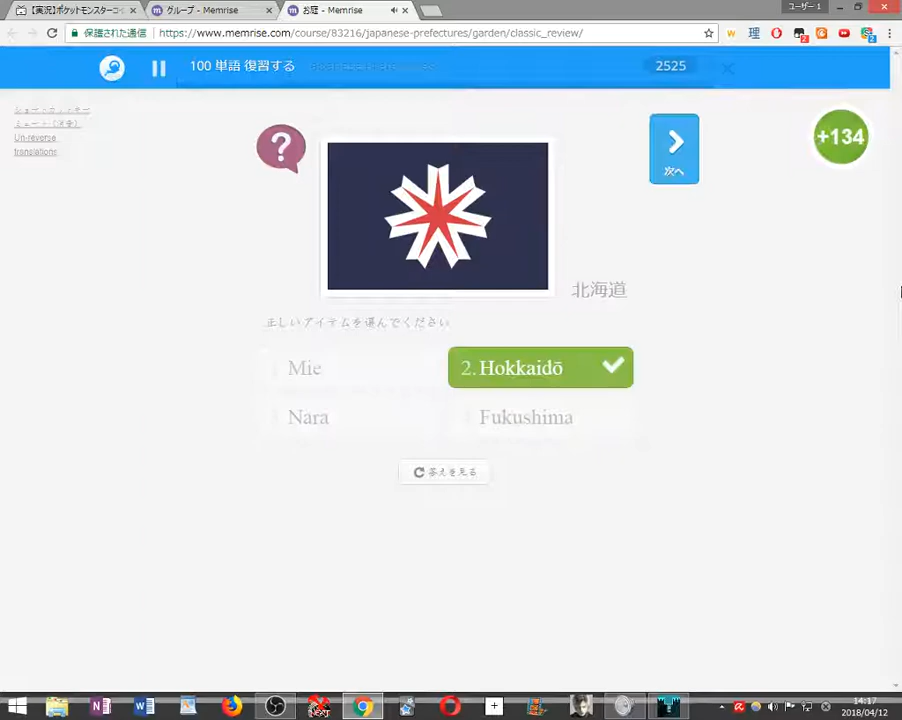 【実況】ポケットモンスターコ
グループ - Memrise
お庭 - Memrise
ユーザー 1
保護された通信
https://www.memrise.com/course/83216/japanese-prefectures/garden/classic_review/
100 単語 復習する
2525
Un-reverse
translations
+134
次へ
北海道
正しいアイテムを選んでください
Mie
2. Hokkaidō
Nara
Fukushima
答えを見る
14:17
2018/04/12